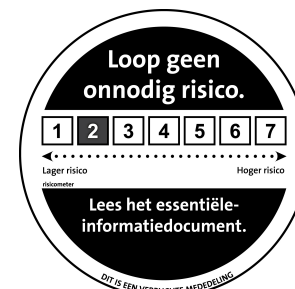 Loop geen
onnodig risico.
1 2 3 4 5 6 7
Lager risico Hoger risico
risicometer
Lees het essentiële-
informatiedocument.
DIT IS EEN VERPLICHTE MEDEDELING